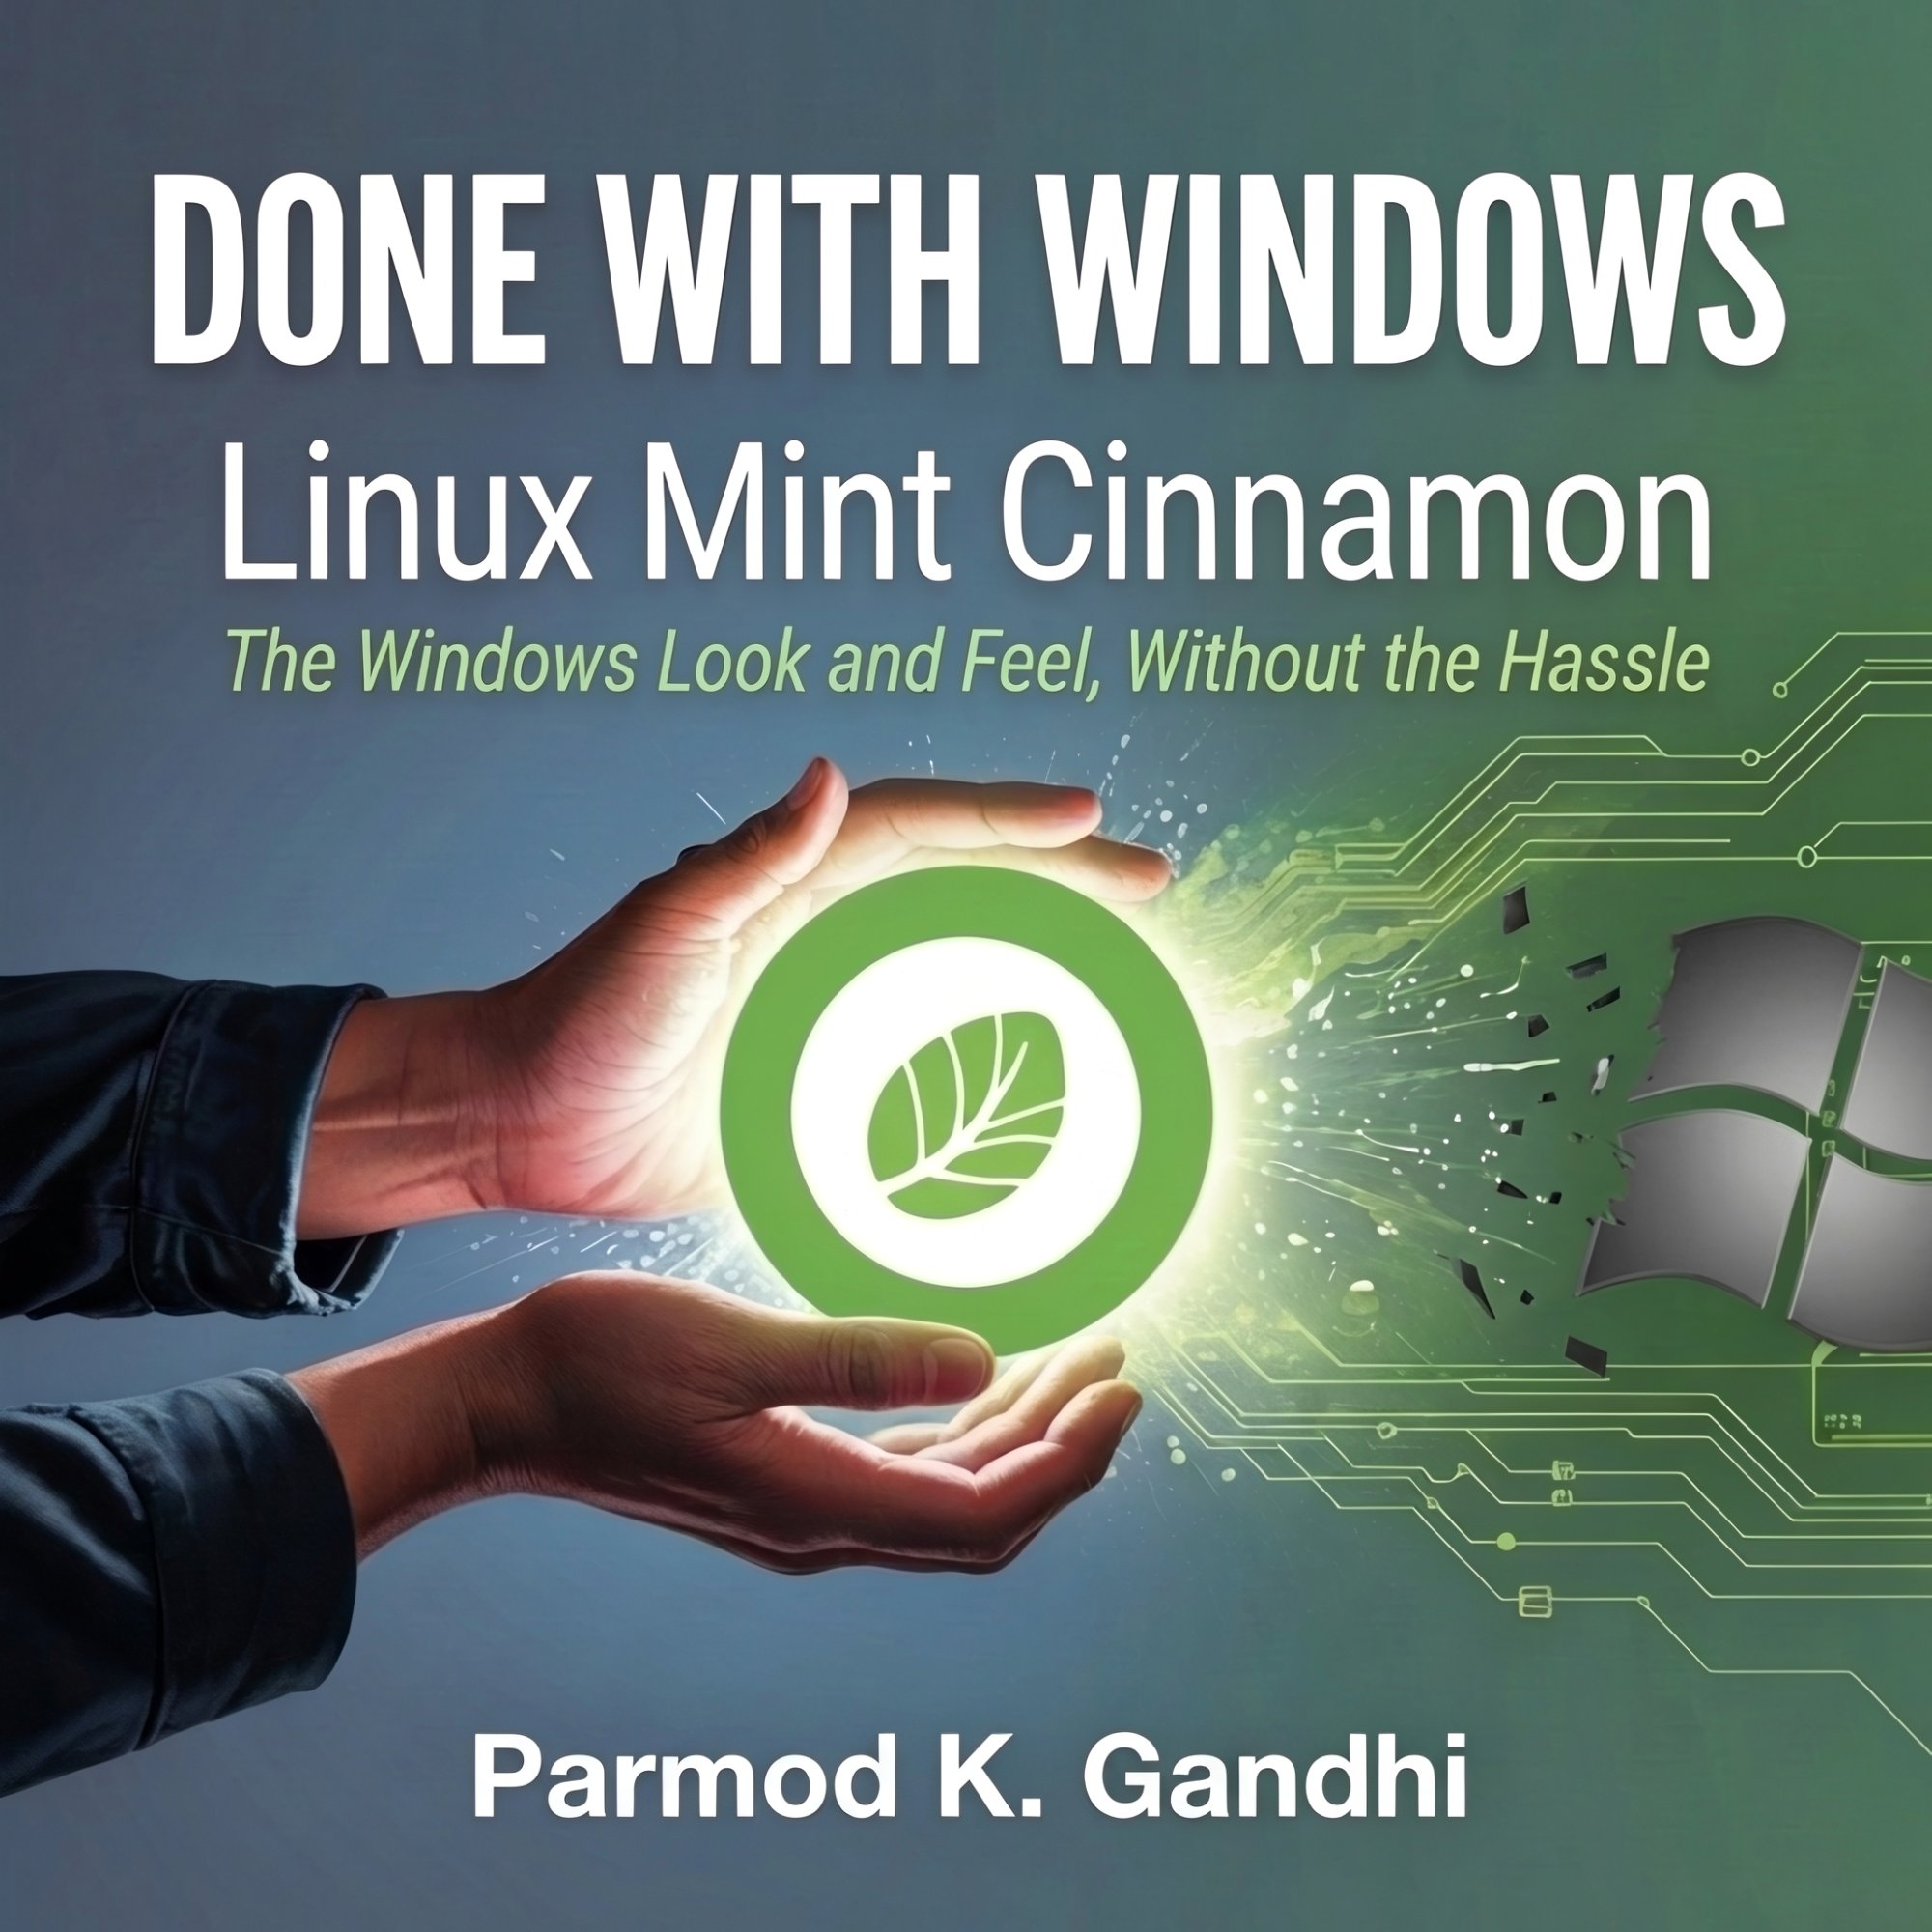 DONE WITH WINDOWS
Linux Mint Cinnamon
The Windows Look and Feel, Without the Hassle
Parmod K. Gandhi